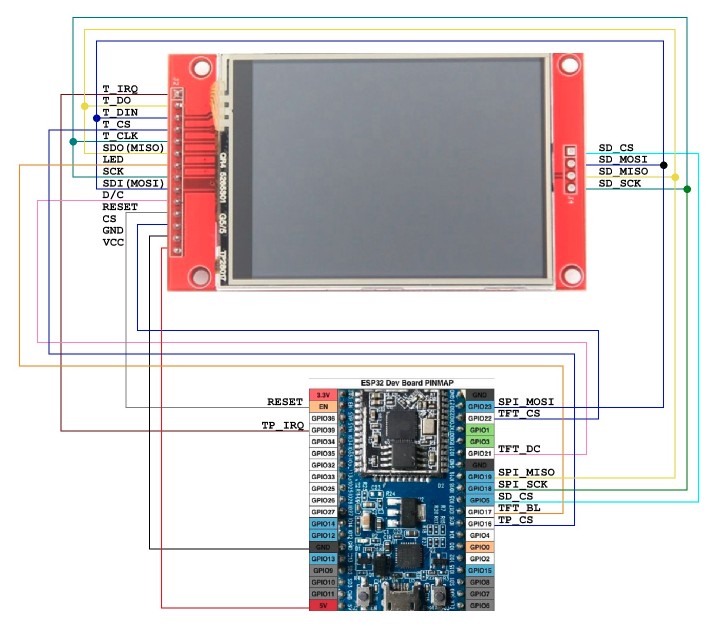 T_IRQ
T_DO
T_DIN
T_CS
T_CLK
SDO(MISO)
LED
SCK
SDI(MOSI)
D/C
RESET
CS
GND
VCC
J2
SD_CS
SD_MOSI
SD_MISO
SD_SCK
J4
ESP32 Dev Board PINMAP
RESET
TP_IRQ
3.3V
EN
GPIO36
GPIO39
GPIO34
GPIO35
GPIO32
GPIO33
GPIO25
GPIO26
GPIO27
GPIO14
GPIO12
GND
GPIO13
GPIO9
GPIO10
GPIO11
5V
GND
GPIO23
GPIO22
GPIO1
GPIO3
GPIO21
GND
GPIO19
GPIO18
GPIO5
GPIO17
GPIO16
GPIO4
GPIO0
GPIO2
GPIO15
GPIO8
GPIO7
GPIO6
SPI_MOSI
TFT_CS
TFT_DC
SPI_MISO
SPI_SCK
SD_CS
TFT_BL
TP_CS